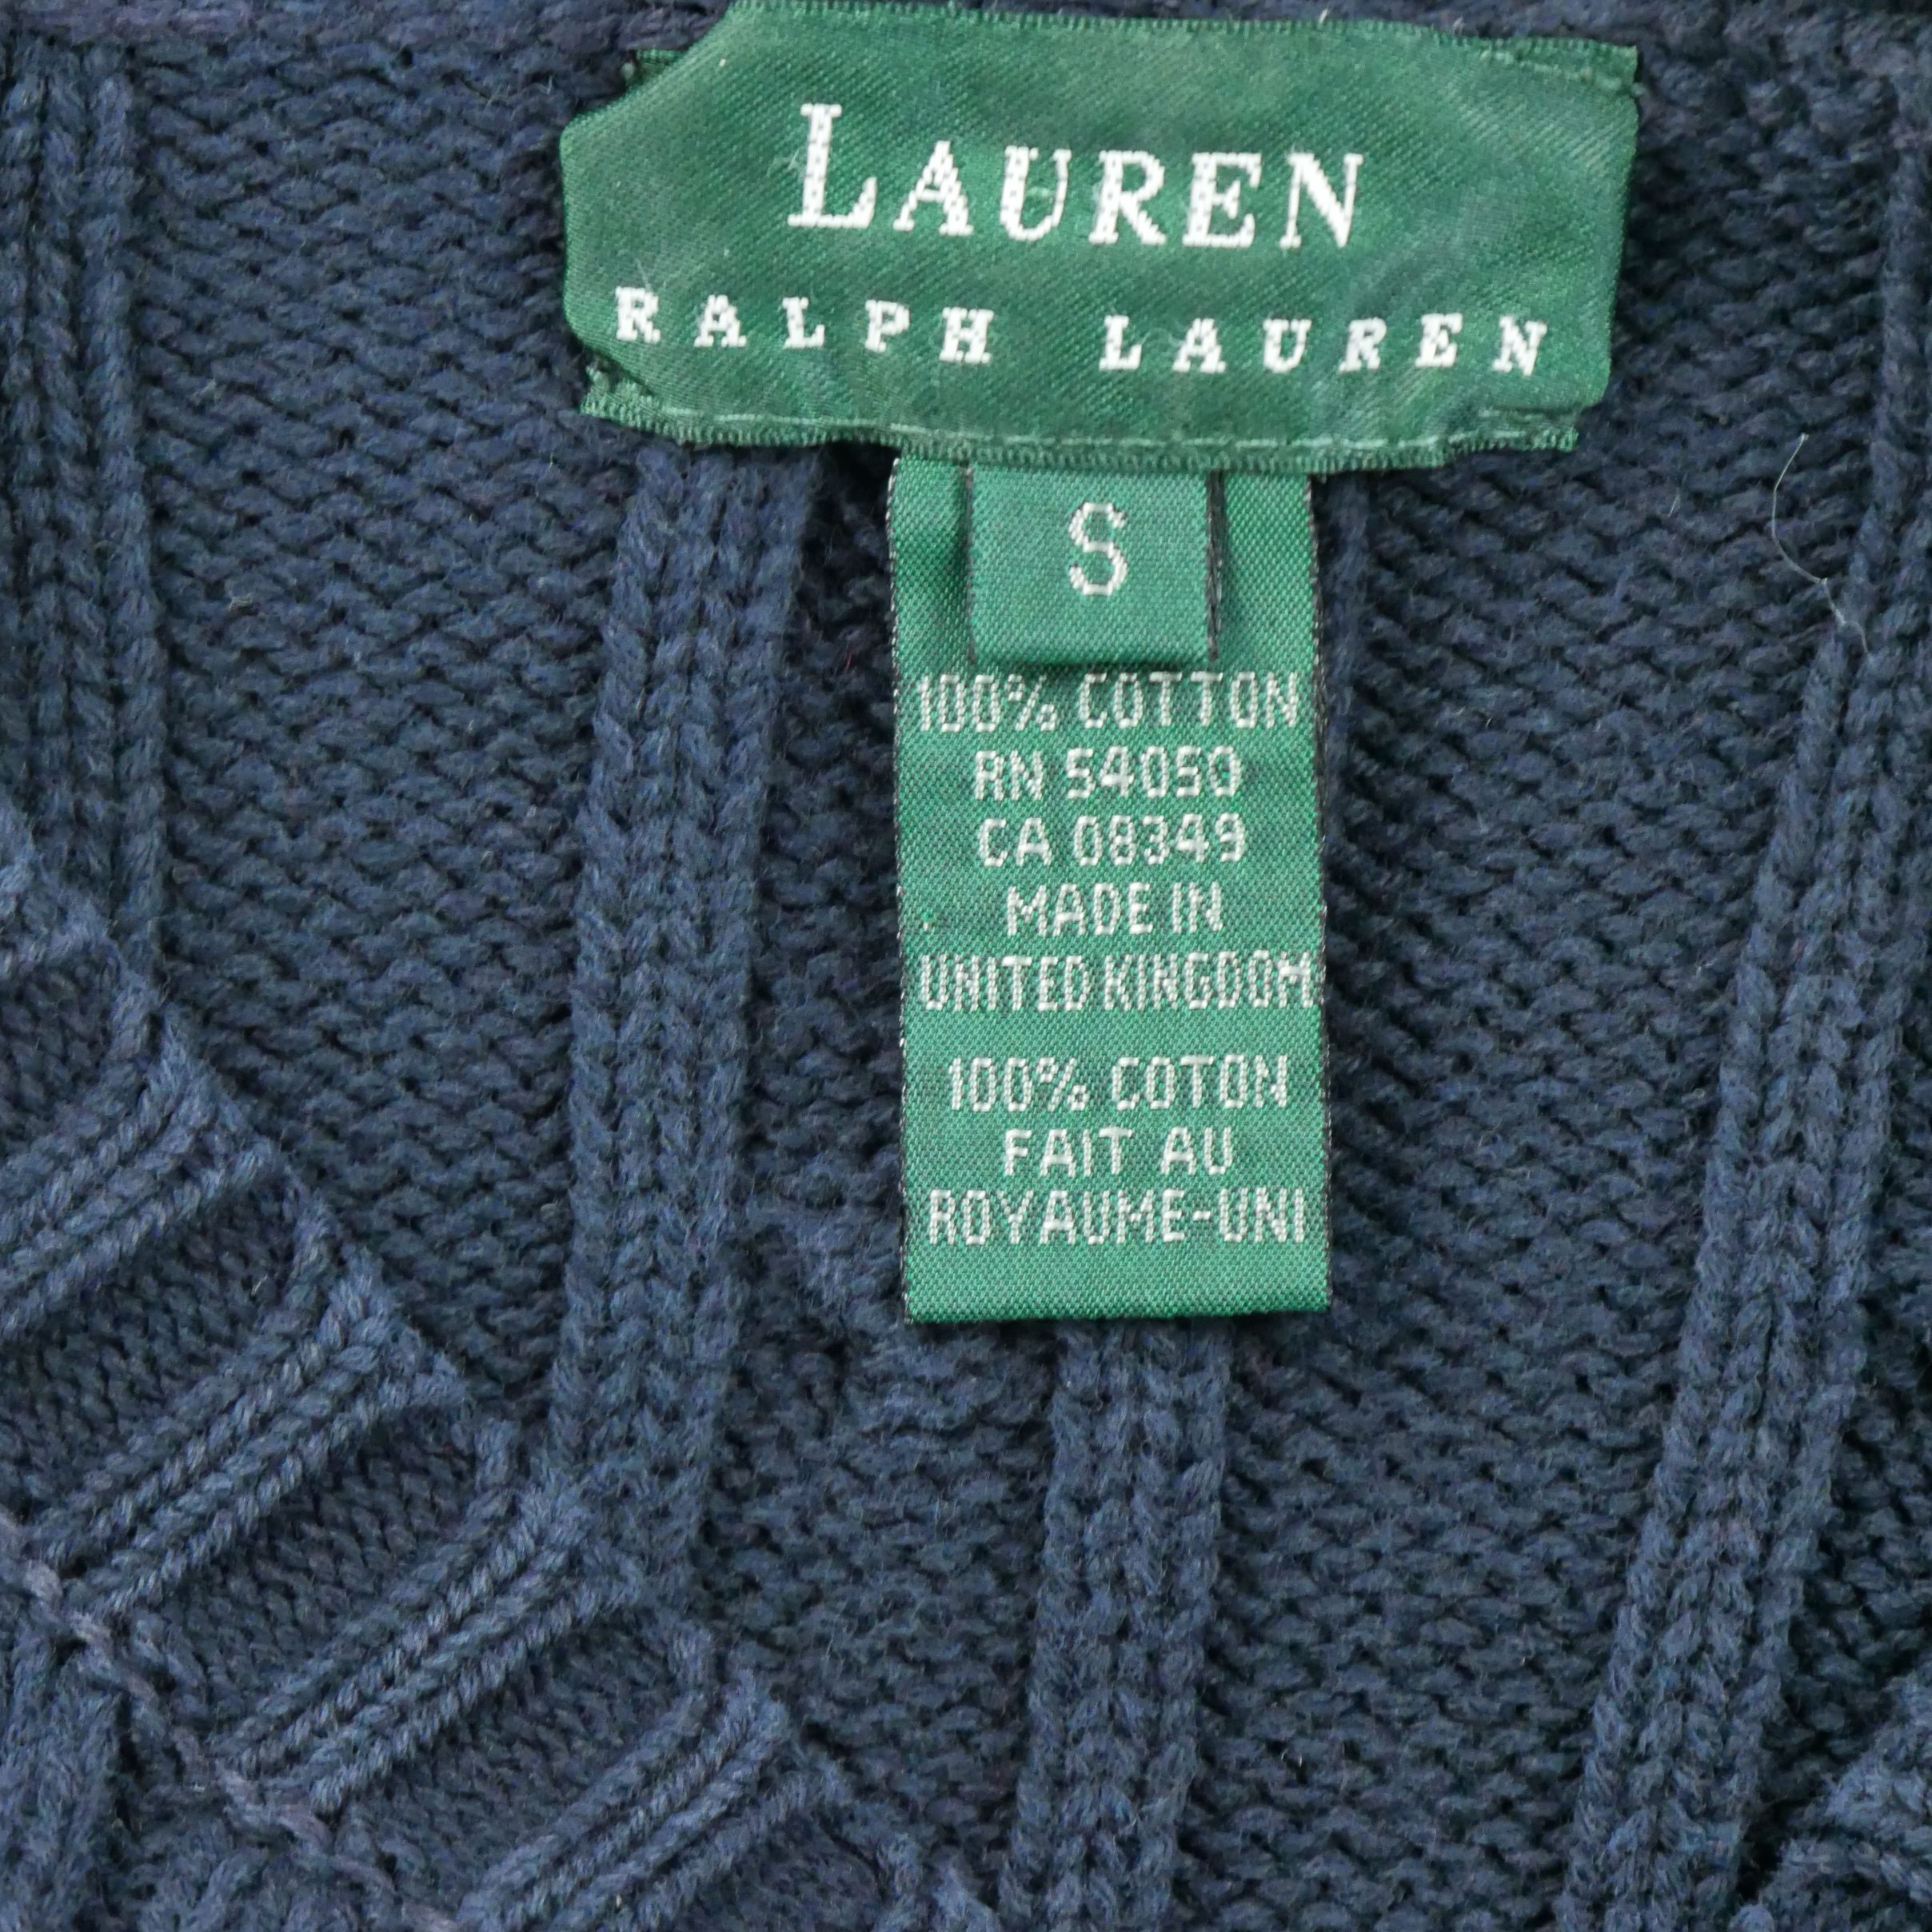 LAUREN
RALPH LAUREN
S
100% COTTON
RN 54050
CA 08349
MADE IN
UNITED KINGDOM
100% COTON
FAIT AU
ROYAUME-UNI